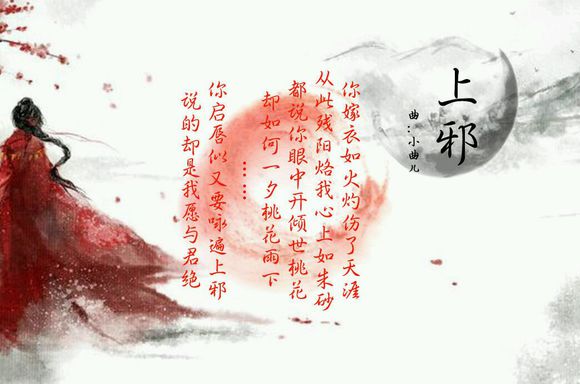 上邪
曲：小曲儿
你嫁衣如火灼伤了天涯
从此残阳烙我心上如朱砂
都说你眼中开倾世桃花
却如何一夕桃花雨下
……
你启唇似又要咏遍上邪
说的却是我愿与君绝